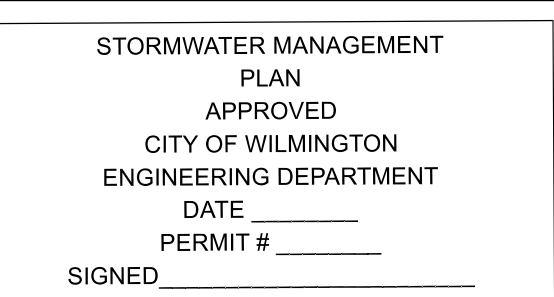 STORMWATER MANAGEMENT
PLAN
APPROVED
CITY OF WILMINGTON
ENGINEERING DEPARTMENT
DATE ________
PERMIT # ________
SIGNED________________________